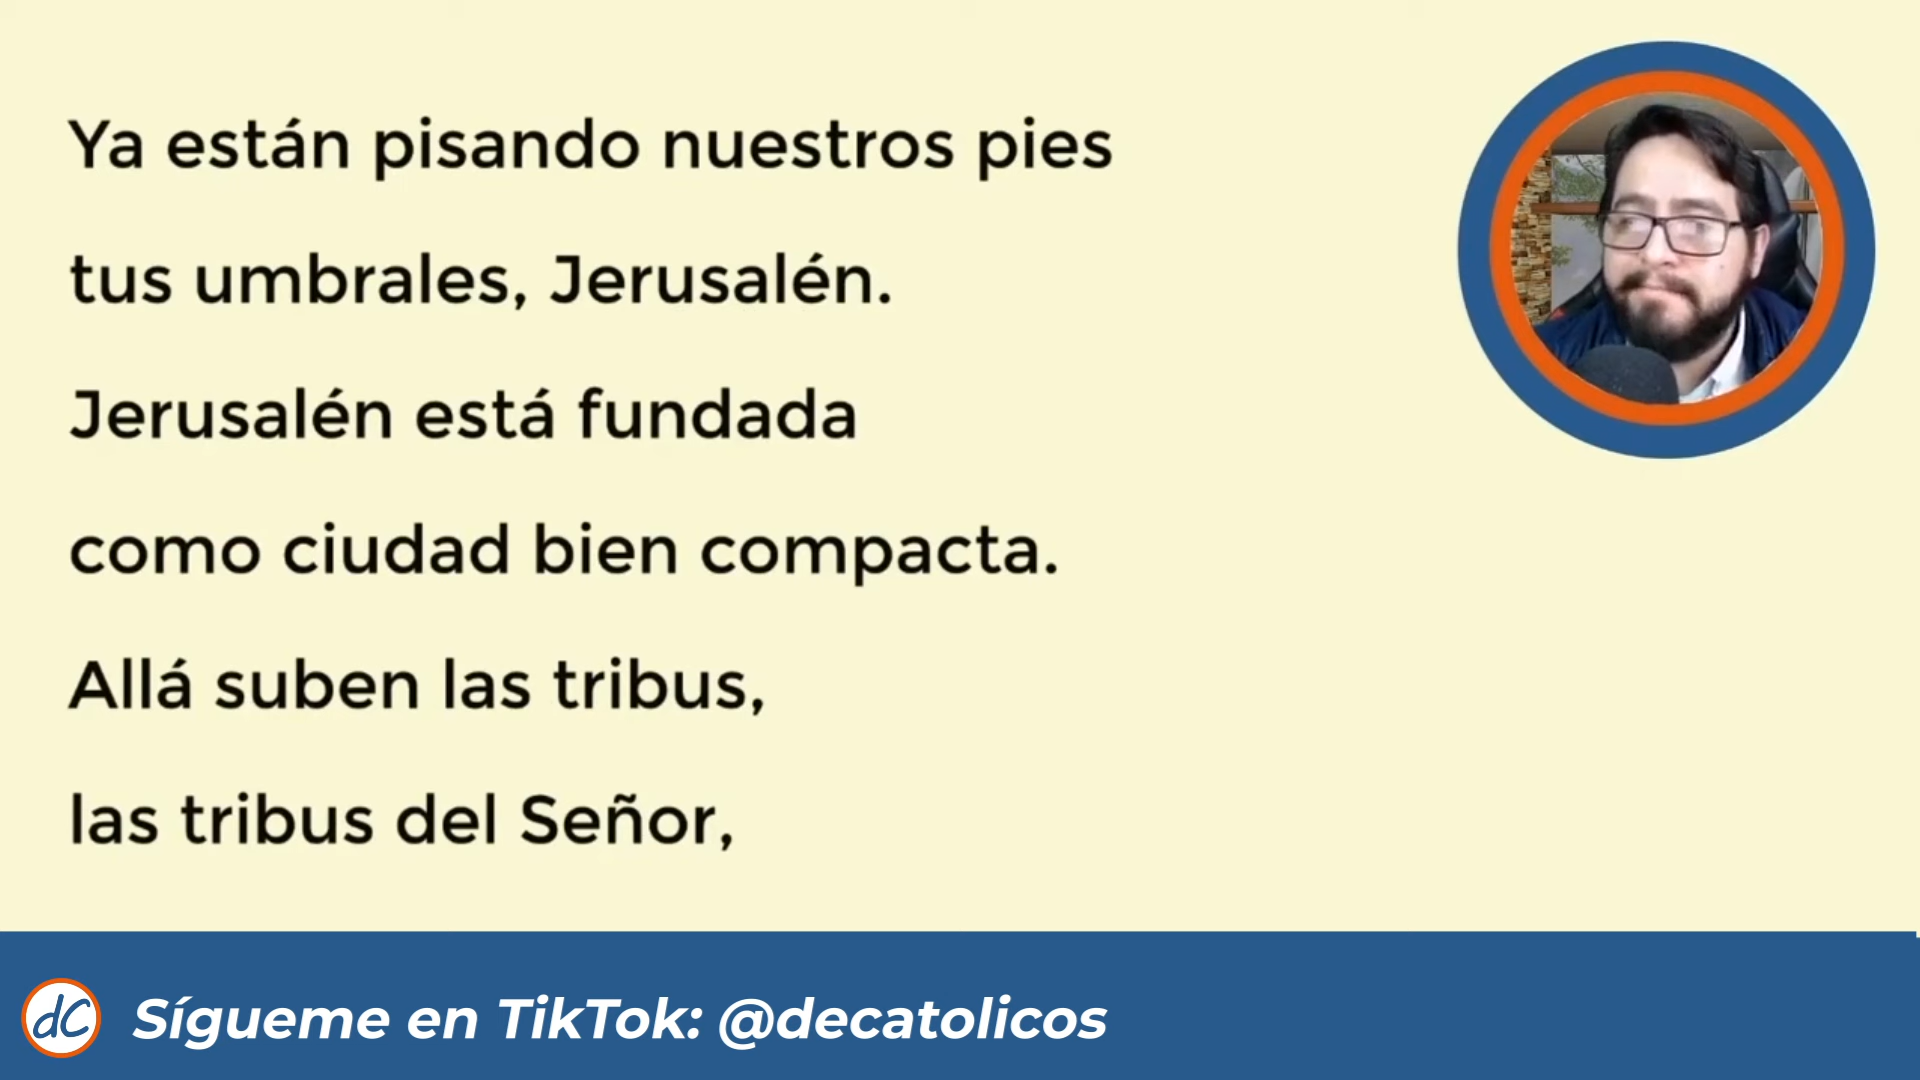 Ya están pisando nuestros pies
tus umbrales, Jerusalén.
Jerusalén está fundada
como ciudad bien compacta.
Allá suben las tribus,
las tribus del Señor,
dC Sígueme en TikTok: @decatolicos